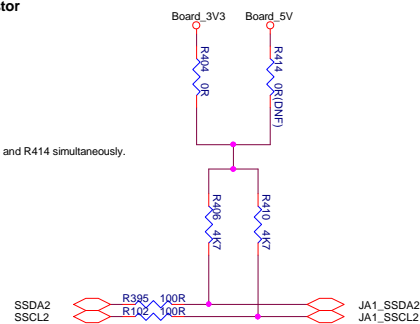 tor
Board_3V3 Board_5V
R404 0R
R414 0R(DNF)
and R414 simultaneously.
R406 4K7
R410 4K7
R395 100R
SSDA2 JA1_SSDA2
R102 100R
SSCL2 JA1_SSCL2